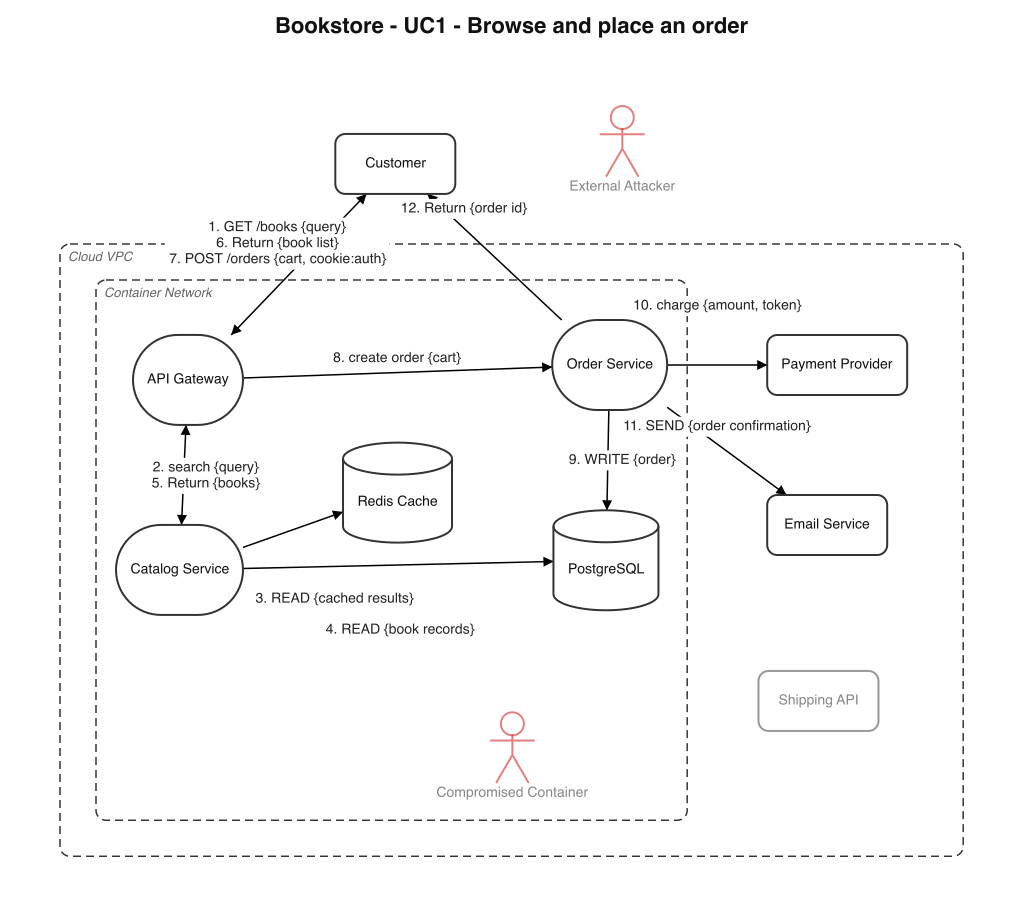 Bookstore - UC1 - Browse and place an order
External Attacker
Customer
12. Return {order id}
1. GET /books {query}
6. Return {book list}
7. POST /orders {cart, cookie:auth}
Cloud VPC
Container Network
10. charge {amount, token}
API Gateway
8. create order {cart}
Order Service
Payment Provider
11. SEND {order confirmation}
2. search {query}
5. Return {books}
9. WRITE {order}
Redis Cache
Email Service
Catalog Service
PostgreSQL
3. READ {cached results}
4. READ {book records}
Shipping API
Compromised Container